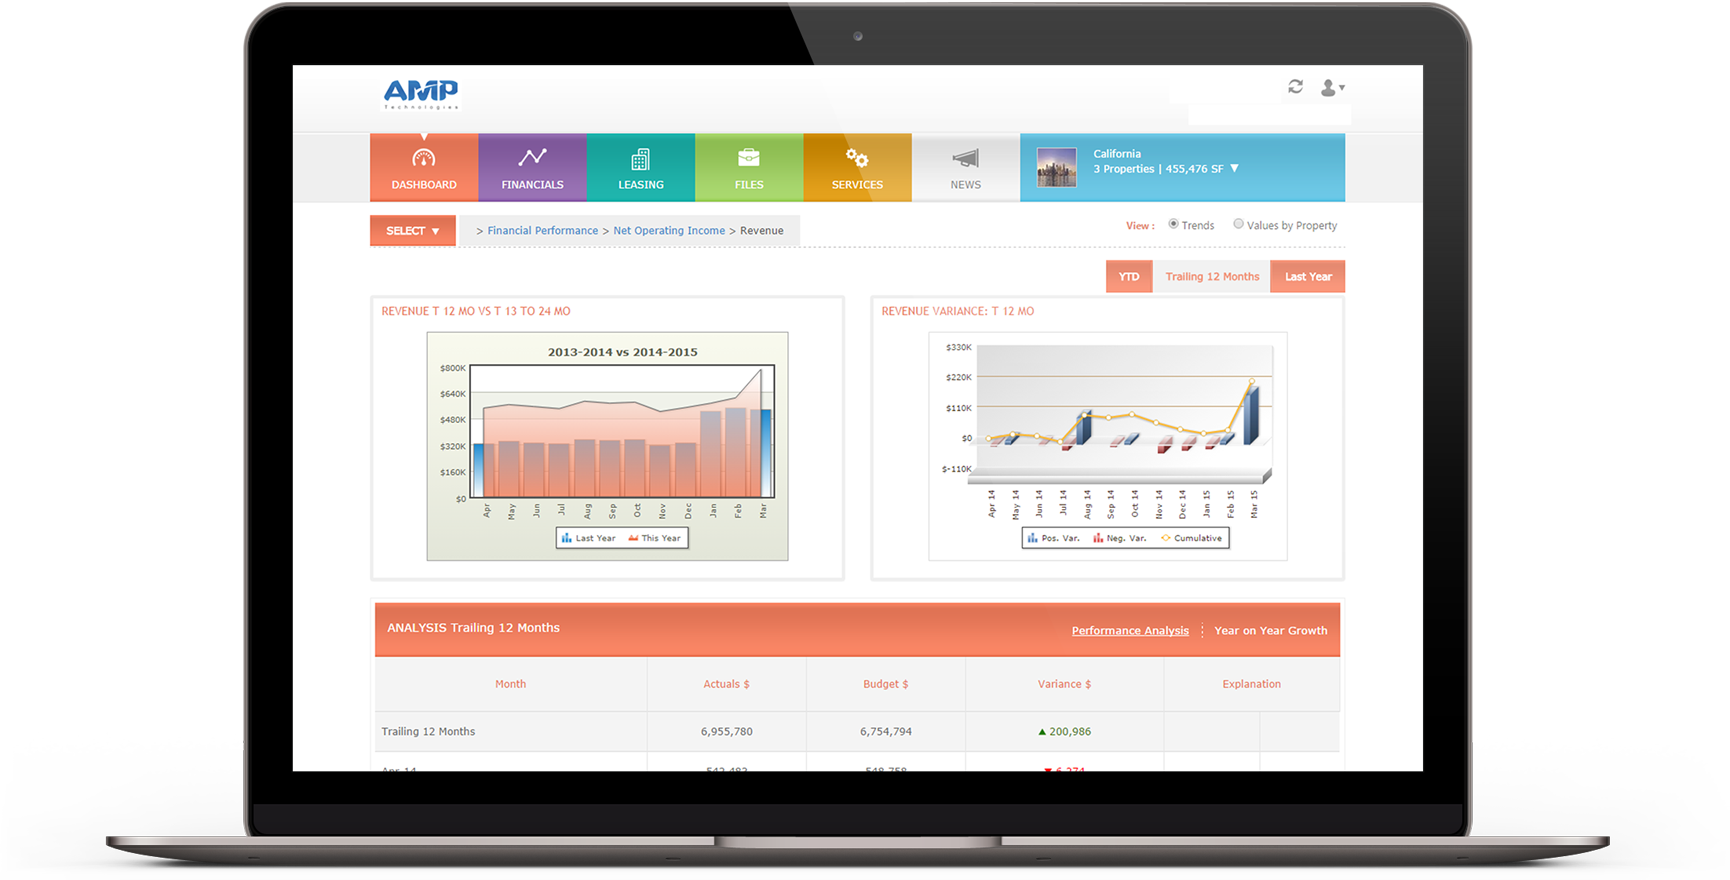 AMP
Technologies
DASHBOARD
FINANCIALS
LEASING
FILES
SERVICES
NEWS
California
3 Properties | 455,476 SF ▼
SELECT ▼
> Financial Performance > Net Operating Income > Revenue
View : Trends Values by Property
YTD Trailing 12 Months Last Year
REVENUE T 12 MO VS T 13 TO 24 MO
2013-2014 vs 2014-2015
$800K
$640K
$480K
$320K
$160K
$0
Apr May Jun Jul Aug Sep Oct Nov Dec Jan Feb Mar
Last Year This Year
REVENUE VARIANCE: T 12 MO
$330K
$220K
$110K
$0
$-110K
Apr 14 May 14 Jun 14 Jul 14 Aug 14 Sep 14 Oct 14 Nov 14 Dec 14 Jan 15 Feb 15 Mar 15
Pos. Var. Neg. Var. Cumulative
ANALYSIS Trailing 12 Months
Performance Analysis Year on Year Growth
Month Actuals $ Budget $ Variance $ Explanation
Trailing 12 Months 6,955,780 6,754,794 ▲ 200,986
Apr 14 542,483 548,758 ▼ 6,274